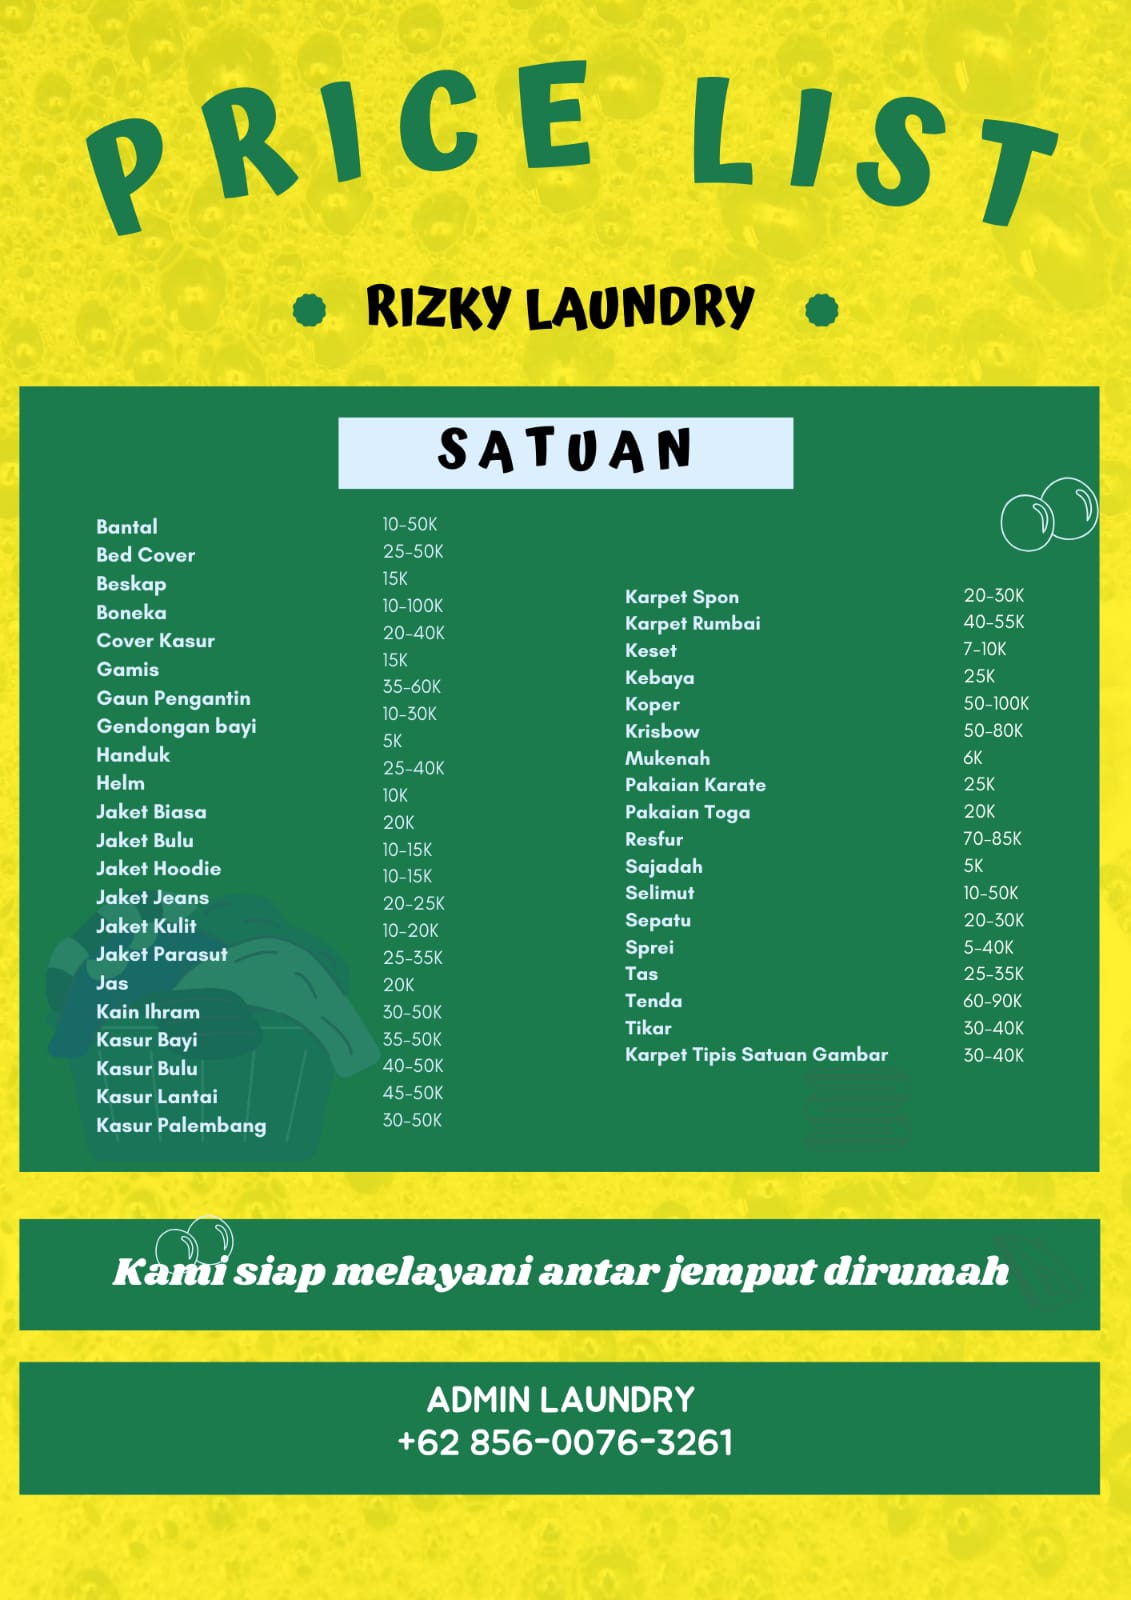 PRICE LIST
RIZKY LAUNDRY
SATUAN
Bantal 10-50K
Bed Cover 25-50K
Beskap 15K
Boneka 10-100K
Cover Kasur 20-40K
Gamis 15K
Gaun Pengantin 35-60K
Gendongan bayi 10-30K
Handuk 5K
Helm 25-40K
Jaket Biasa 10K
Jaket Bulu 20K
Jaket Hoodie 10-15K
Jaket Jeans 10-15K
Jaket Kulit 20-25K
Jaket Parasut 10-20K
Jas 25-35K
Kain Ihram 20K
Kasur Bayi 30-50K
Kasur Bulu 35-50K
Kasur Lantai 40-50K
Kasur Palembang 45-50K
30-50K
Karpet Spon 20-30K
Karpet Rumbai 40-55K
Keset 7-10K
Kebaya 25K
Koper 50-100K
Krisbow 50-80K
Mukenah 6K
Pakaian Karate 25K
Pakaian Toga 20K
Resfur 70-85K
Sajadah 5K
Selimut 10-50K
Sepatu 20-30K
Sprei 5-40K
Tas 25-35K
Tenda 60-90K
Tikar 30-40K
Karpet Tipis Satuan Gambar 30-40K
Kami siap melayani antar jemput dirumah
ADMIN LAUNDRY
+62 856-0076-3261